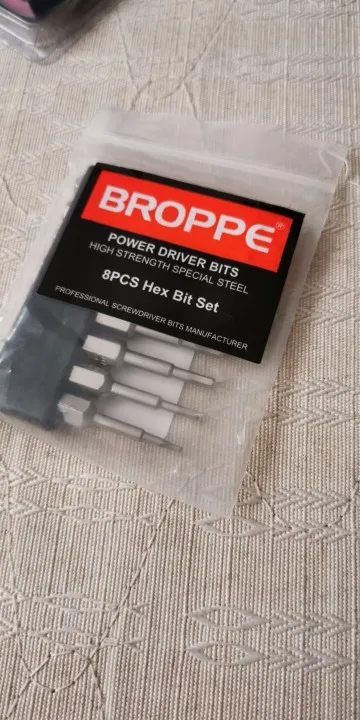 BROPPE®
POWER DRIVER BITS
HIGH STRENGTH SPECIAL STEEL
8PCS Hex Bit Set
PROFESSIONAL SCREWDRIVER BITS MANUFACTURER